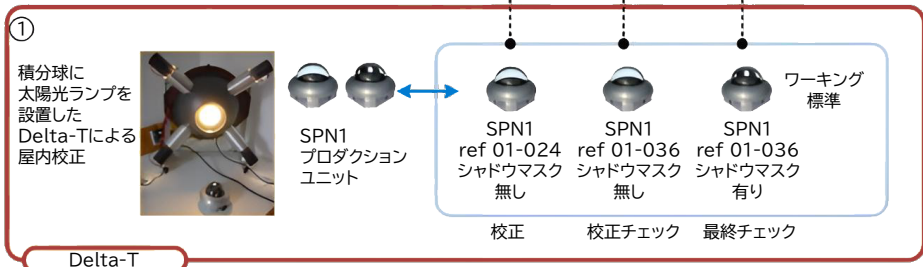 ①
積分球に
太陽光ランプを
設置した
Delta-Tによる
屋内校正
SPN1
プロダクション
ユニット
SPN1
ref 01-024
シャドウマスク
無し
SPN1
ref 01-036
シャドウマスク
無し
SPN1
ref 01-036
シャドウマスク
有り
ワーキング
標準
校正
校正チェック
最終チェック
Delta-T